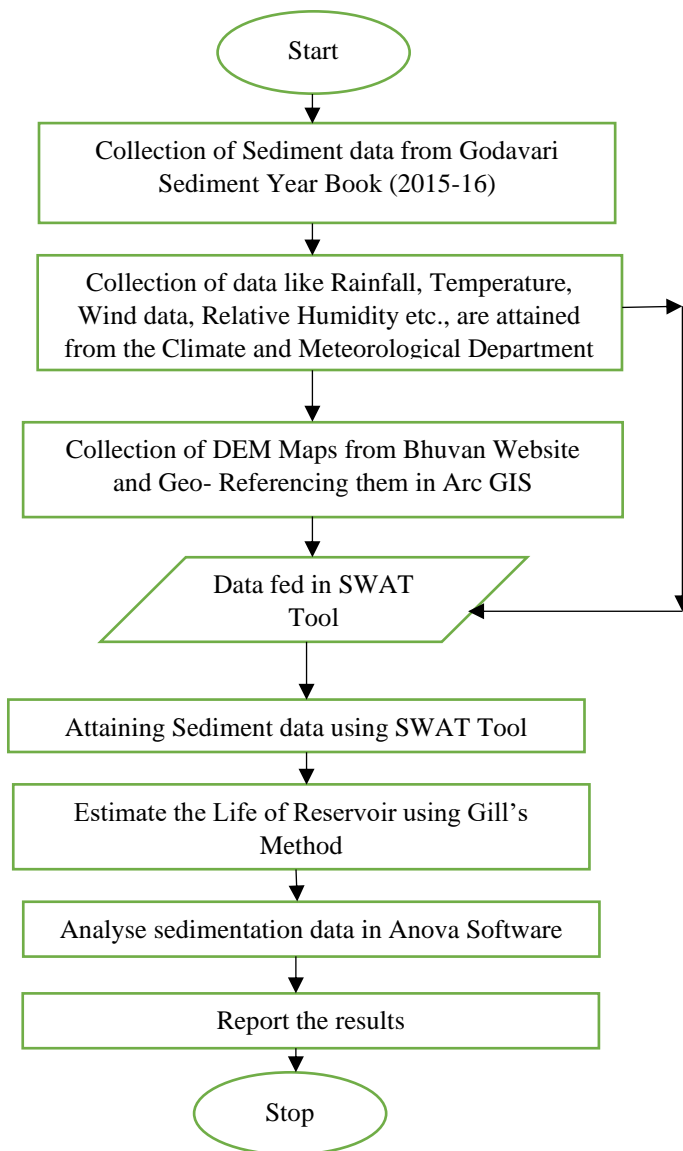 Start
Collection of Sediment data from Godavari
Sediment Year Book (2015-16)
Collection of data like Rainfall, Temperature,
Wind data, Relative Humidity etc., are attained
from the Climate and Meteorological Department
Collection of DEM Maps from Bhuvan Website
and Geo- Referencing them in Arc GIS
Data fed in SWAT
Tool
Attaining Sediment data using SWAT Tool
Estimate the Life of Reservoir using Gill’s
Method
Analyse sedimentation data in Anova Software
Report the results
Stop